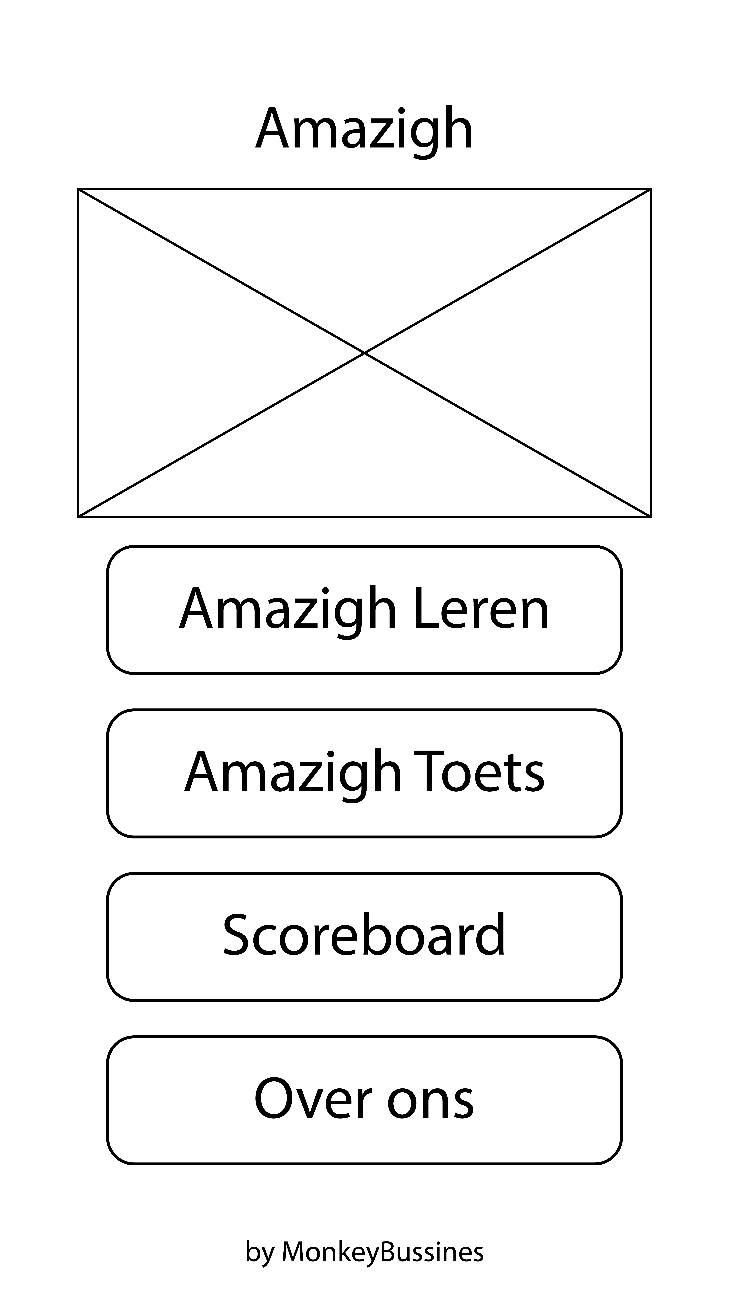 Amazigh
Amazigh Leren
Amazigh Toets
Scoreboard
Over ons
by MonkeyBussines